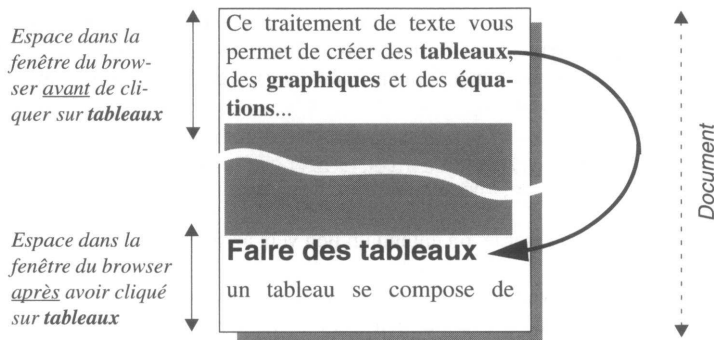 Espace dans la
fenêtre du brow-
ser avant de cli-
quer sur tableaux
Ce traitement de texte vous
permet de créer des tableaux,
des graphiques et des équa-
tions...
Espace dans la
fenêtre du browser
après avoir cliqué
sur tableaux
Faire des tableaux
un tableau se compose de
Document